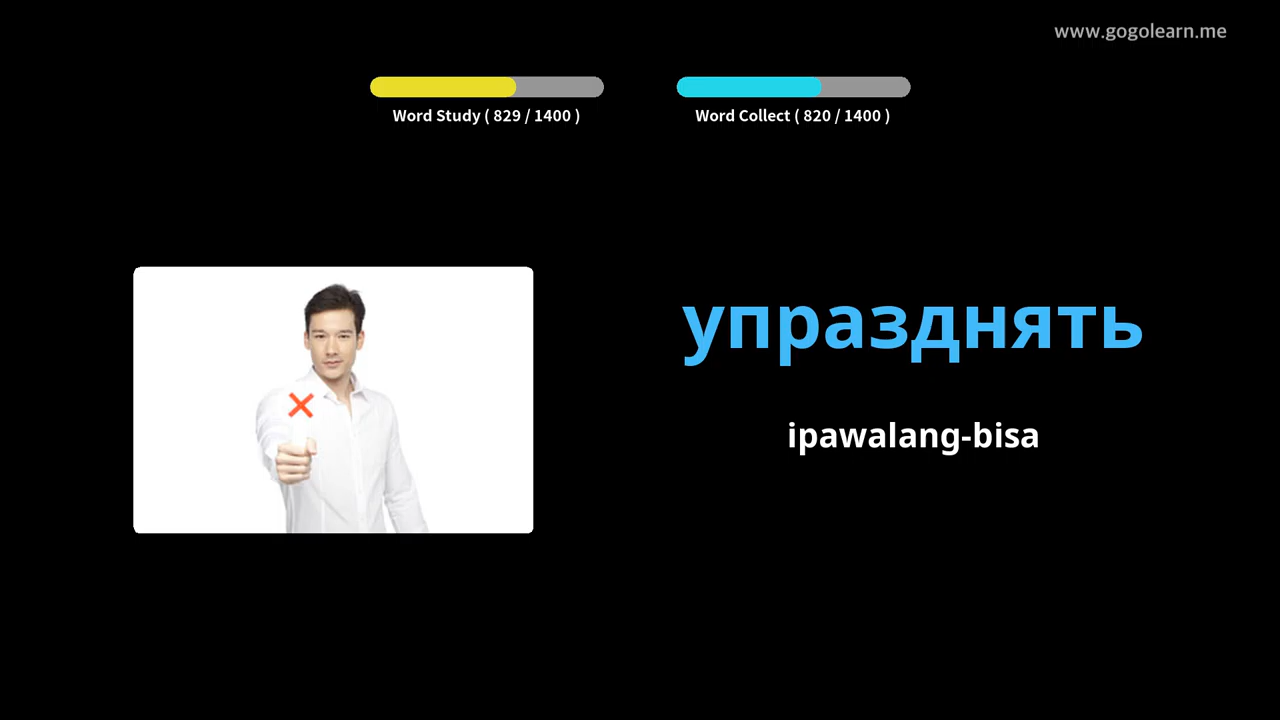 www.gogolearn.me
Word Study ( 829 / 1400 )
Word Collect ( 820 / 1400 )
упразднять
ipawalang-bisa